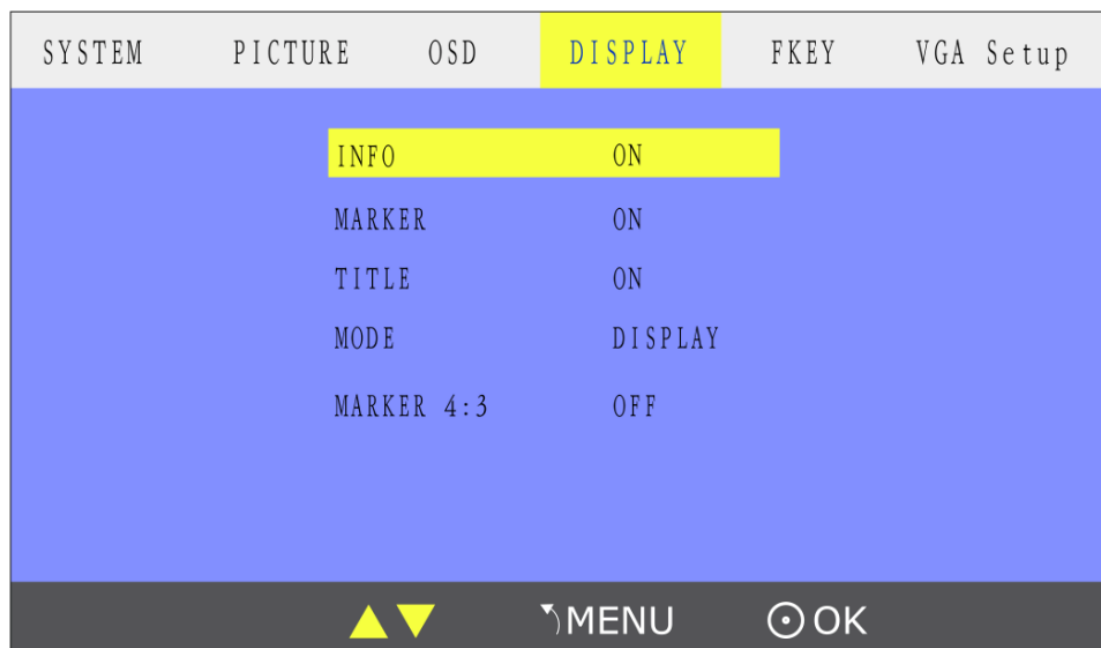 SYSTEM PICTURE OSD DISPLAY FKEY VGA Setup
INFO ON
MARKER ON
TITLE ON
MODE DISPLAY
MARKER 4:3 OFF
MENU OK